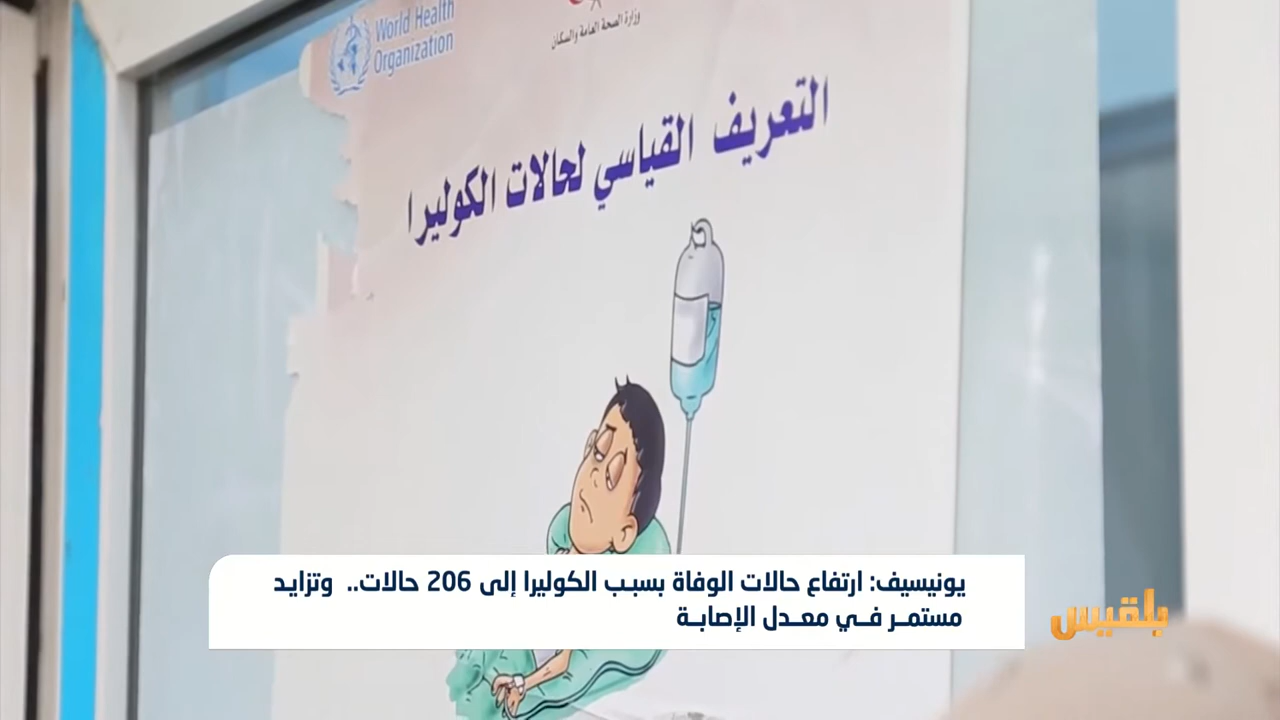 World Health
Organization
وزارة الصحة العامة والسكان
التعريف القياسي لحالات الكوليرا
يونيسيف: ارتفاع حالات الوفاة بسبب الكوليرا إلى 206 حالات.. وتزايد
مستمر في معدل الإصابة
بلقيس